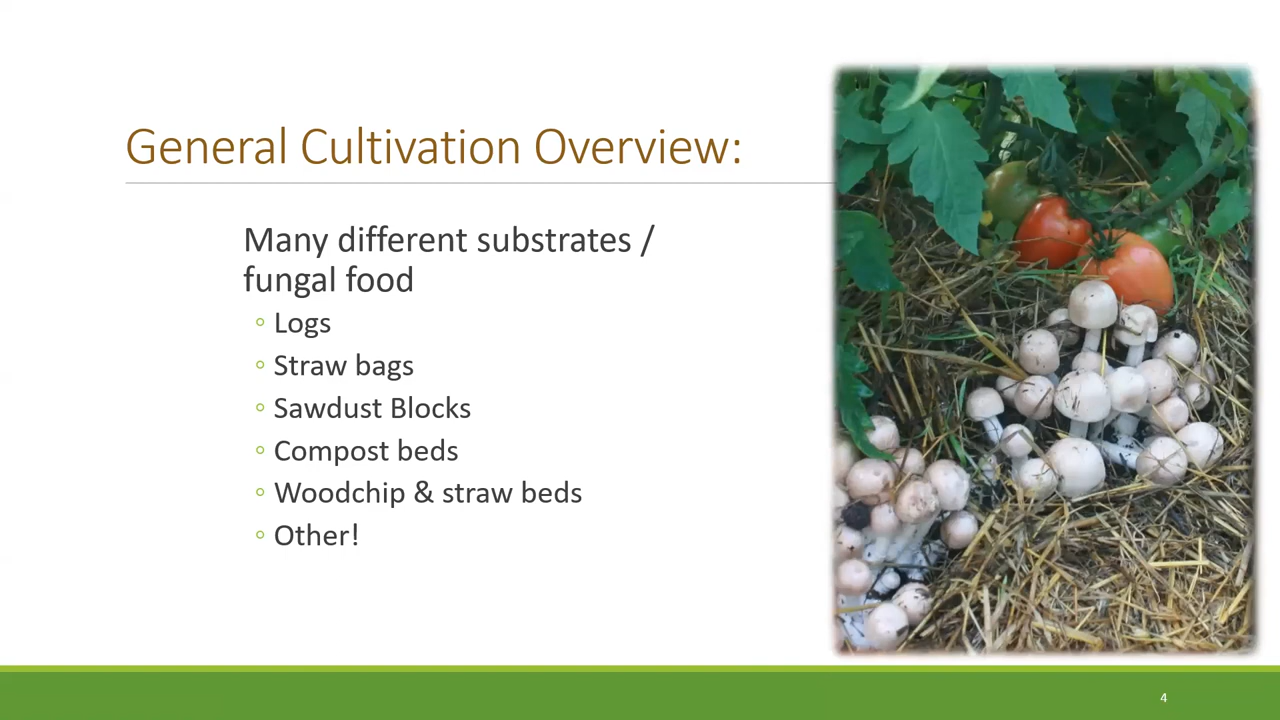 General Cultivation Overview:
Many different substrates /
fungal food
◦ Logs
◦ Straw bags
◦ Sawdust Blocks
◦ Compost beds
◦ Woodchip & straw beds
◦ Other!
4